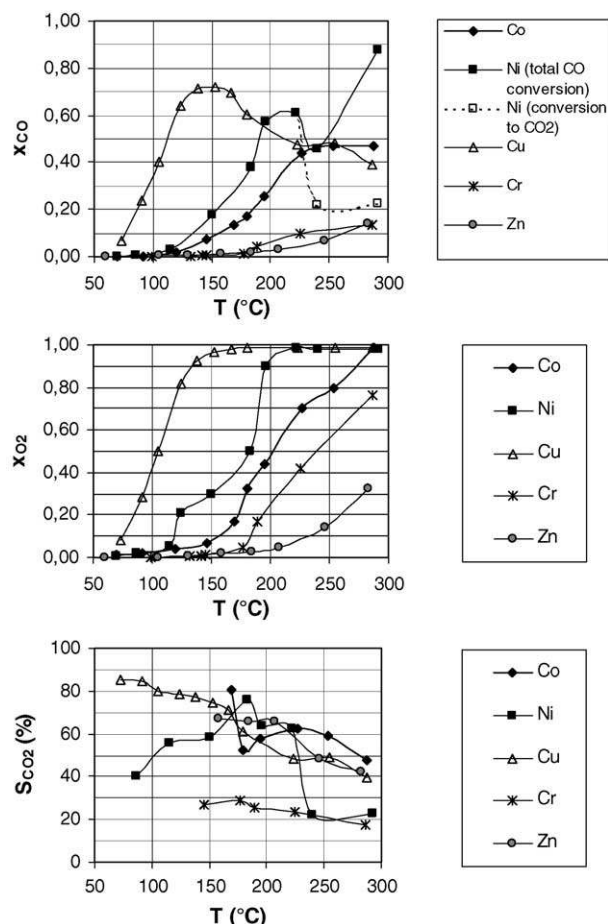 1,00
0,80
0,60
0,40
0,20
0,00
xCO
50 100 150 200 250 300
T (°C)
Co
Ni (total CO
conversion)
Ni (conversion
to CO2)
Cu
Cr
Zn
1,00
0,80
0,60
0,40
0,20
0,00
xO2
50 100 150 200 250 300
T (°C)
Co
Ni
Cu
Cr
Zn
100
80
60
40
20
0
SCO2 (%)
50 100 150 200 250 300
T (°C)
Co
Ni
Cu
Cr
Zn